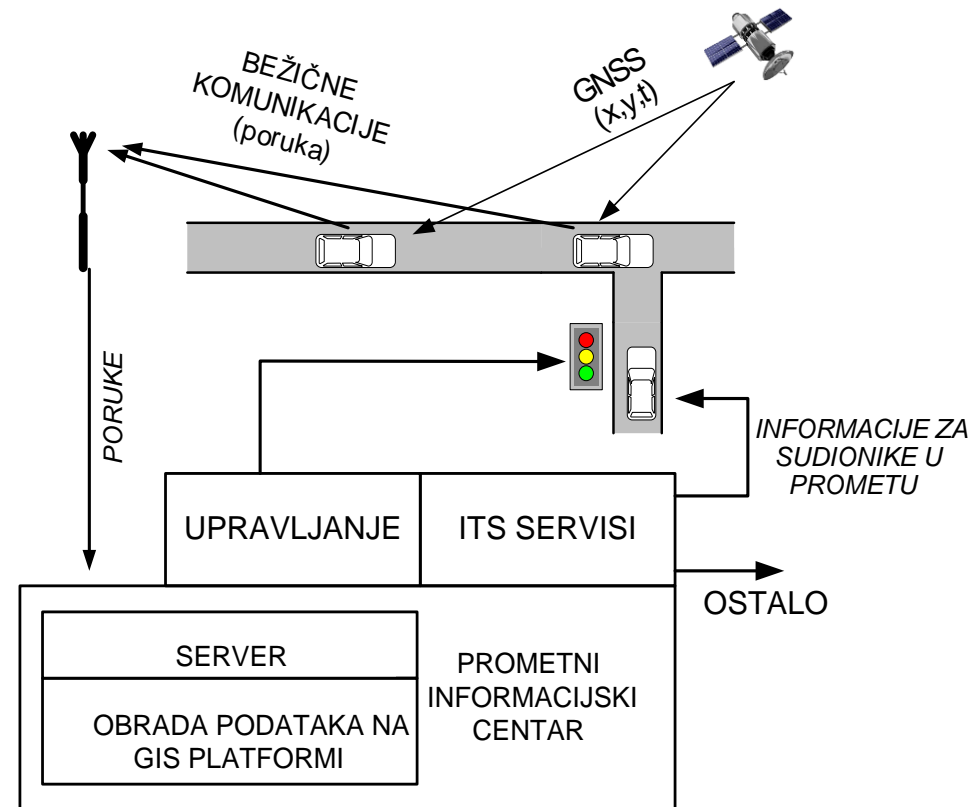 BEŽIČNE
KOMUNIKACIJE
(poruka)
GNSS
(x,y,t)
PORUKE
INFORMACIJE ZA
SUDIONIKE U
PROMETU
UPRAVLJANJE
ITS SERVISI
OSTALO
SERVER
OBRADA PODATAKA NA
GIS PLATFORMI
PROMETNI
INFORMACIJSKI
CENTAR